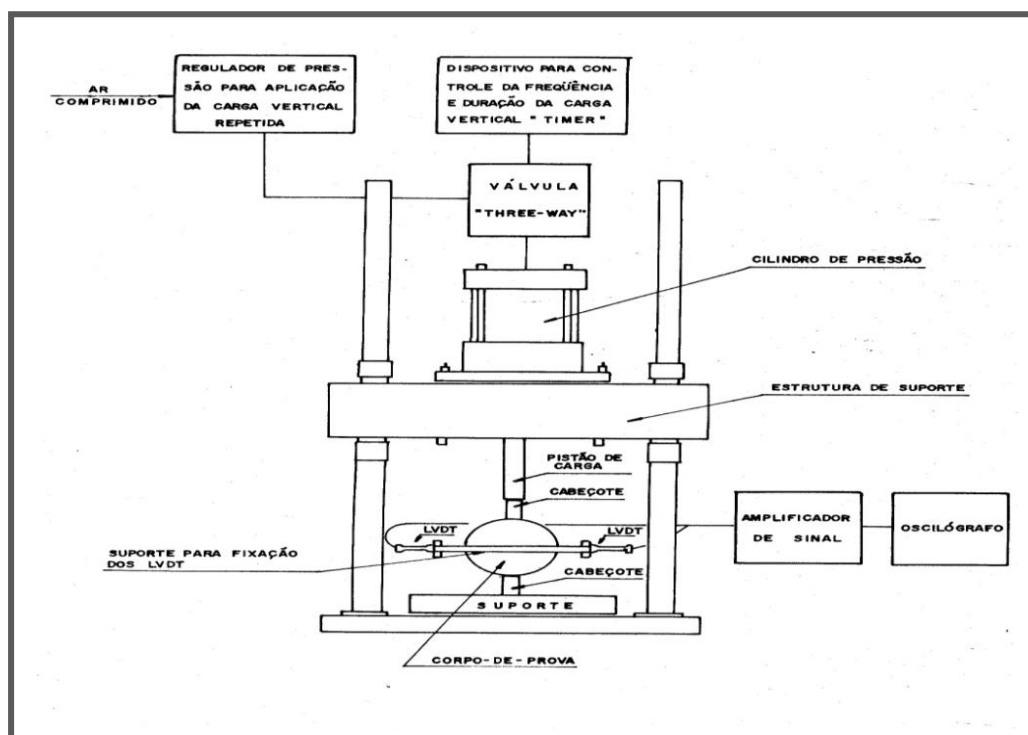 REGULADOR DE PRES-
SÃO PARA APLICAÇÃO
DA CARGA VERTICAL
REPETIDA
AR
COMPRIMIDO
DISPOSITIVO PARA CON-
TROLE DA FREQÜÊNCIA
E DURAÇÃO DA CARGA
VERTICAL " TIMER "
VÁLVULA
"THREE-WAY"
CILINDRO DE PRESSÃO
ESTRUTURA DE SUPORTE
PISTÃO DE
CARGA
CABEÇOTE
LVDT
LVDT
AMPLIFICADOR
DE SINAL
OSCILÓGRAFO
SUPORTE PARA FIXAÇÃO
DOS LVDT
CABEÇOTE
SUPORTE
CORPO-DE-PROVA